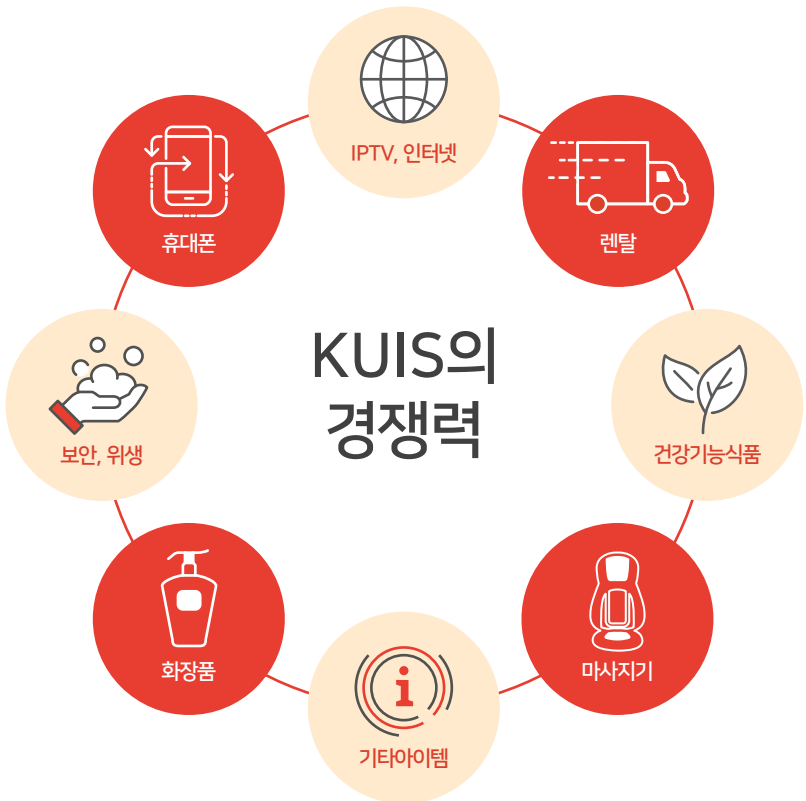 IPTV, 인터넷
휴대폰
렌탈
KUIS의
경쟁력
보안, 위생
건강기능식품
화장품
마사지기
기타아이템